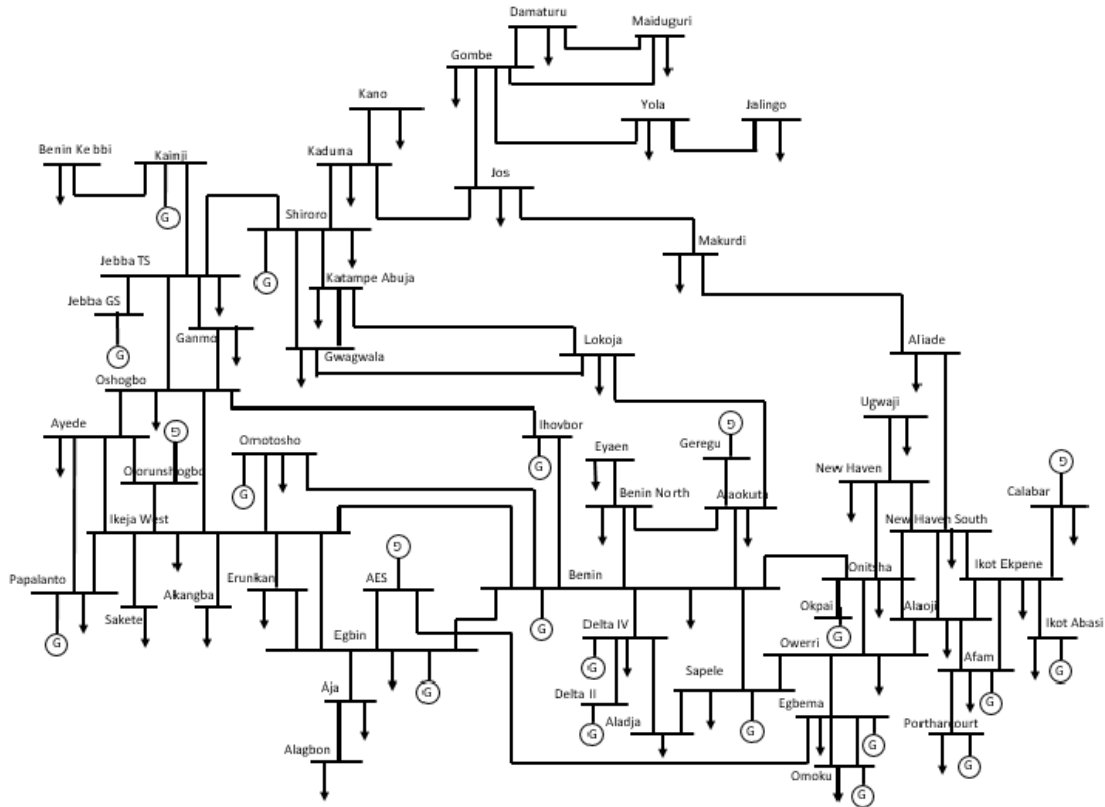 Damaturu
Maiduguri
Gombe
Kano
Yola
Jalingo
Benin Kebbi
Kainji
Kaduna
Jos
G
Shiroro
Makurdi
Jebba TS
G
Katampe Abuja
Jebba GS
Ganmo
G
Gwagwala
Lokoja
Aliade
Oshogbo
Ugwaji
Ayede
G
Olorunshogbo
Omotosho
Ihovbor
Eyaen
Geregu
G
G
G
New Haven
G
Calabar
Benin North
Ajaokuta
Ikeja West
New Haven South
G
Papalanto
Sakete
Akangba
Erunkan
AES
Benin
Onitsha
Ikot Ekpene
G
G
Okpai
Alaoji
G
Ikot Abasi
Egbin
Delta IV
Owerri
G
G
Sapele
Afam
G
G
Aja
Delta II
G
Aladja
G
Egbema
G
Portharcourt
G
Alagbon
Omoku
G